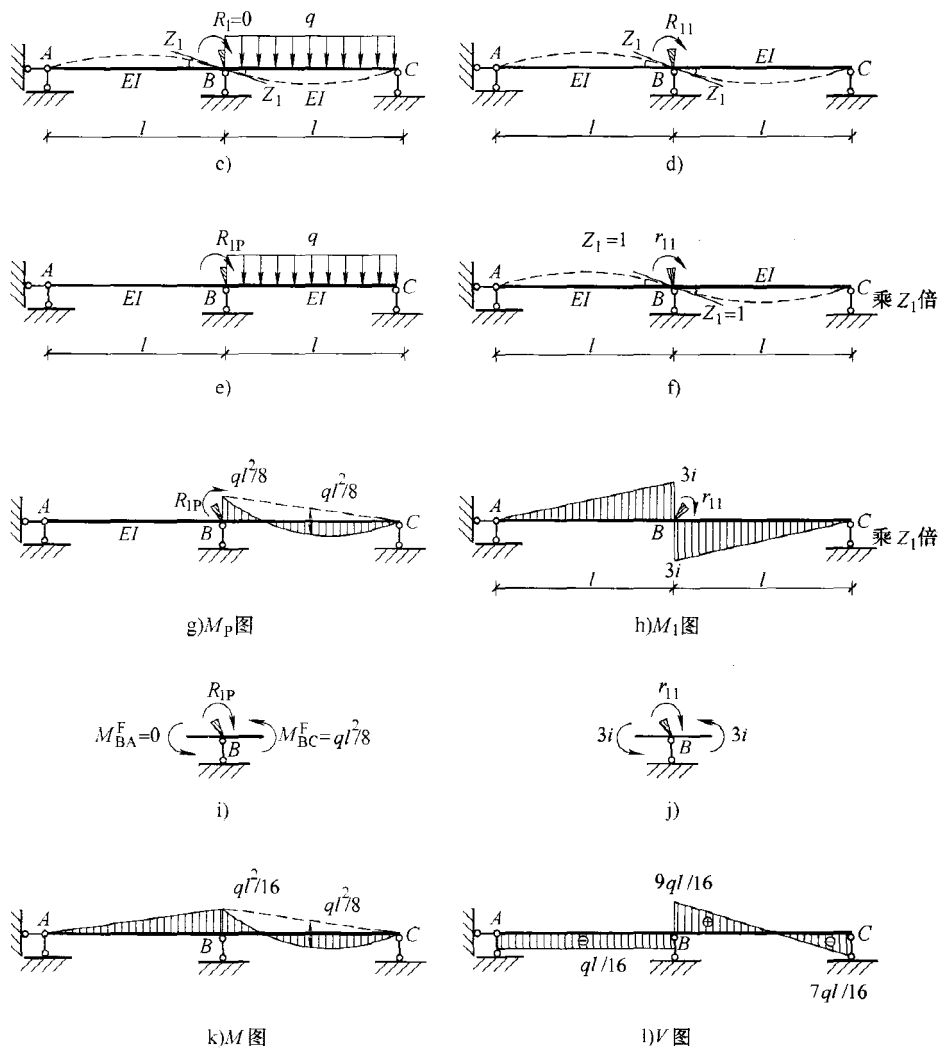 R₁=0
q
A
Z₁
EI
B
Z₁
EI
C
l
l
c)
R₁₁
A
Z₁
EI
EI
B
Z₁
C
l
l
d)
R₁P
q
A
EI
B
EI
C
l
l
e)
Z₁=1
r₁₁
A
EI
EI
B
Z₁=1
C
乘Z₁倍
l
l
f)
ql²/8
ql²/8
R₁P
A
EI
B
C
g)M_P图
3i
r₁₁
A
B
C
乘Z₁倍
3i
l
l
h)M₁图
R₁P
M^F_BA=0
B
M^F_BC=ql²/8
i)
r₁₁
3i
B
3i
j)
ql²/16
ql²/8
A
B
C
k)M图
9ql/16
A
⊕
⊖
B
⊖
C
ql/16
7ql/16
l)V图